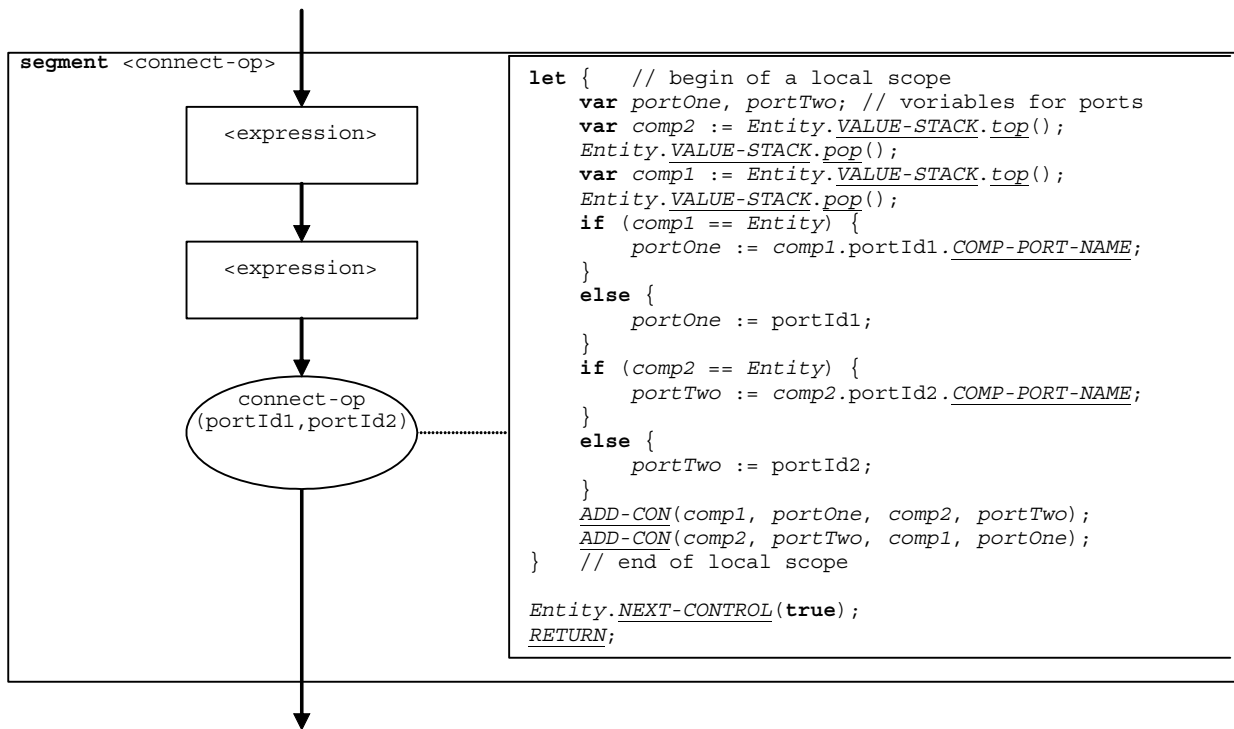 segment <connect-op>
<expression>
<expression>
connect-op
(portId1,portId2)
let { // begin of a local scope
var portOne, portTwo; // voriables for ports
var comp2 := Entity.VALUE-STACK.top();
Entity.VALUE-STACK.pop();
var comp1 := Entity.VALUE-STACK.top();
Entity.VALUE-STACK.pop();
if (comp1 == Entity) {
portOne := comp1.portId1.COMP-PORT-NAME;
}
else {
portOne := portId1;
}
if (comp2 == Entity) {
portTwo := comp2.portId2.COMP-PORT-NAME;
}
else {
portTwo := portId2;
}
ADD-CON(comp1, portOne, comp2, portTwo);
ADD-CON(comp2, portTwo, comp1, portOne);
} // end of local scope
Entity.NEXT-CONTROL(true);
RETURN;